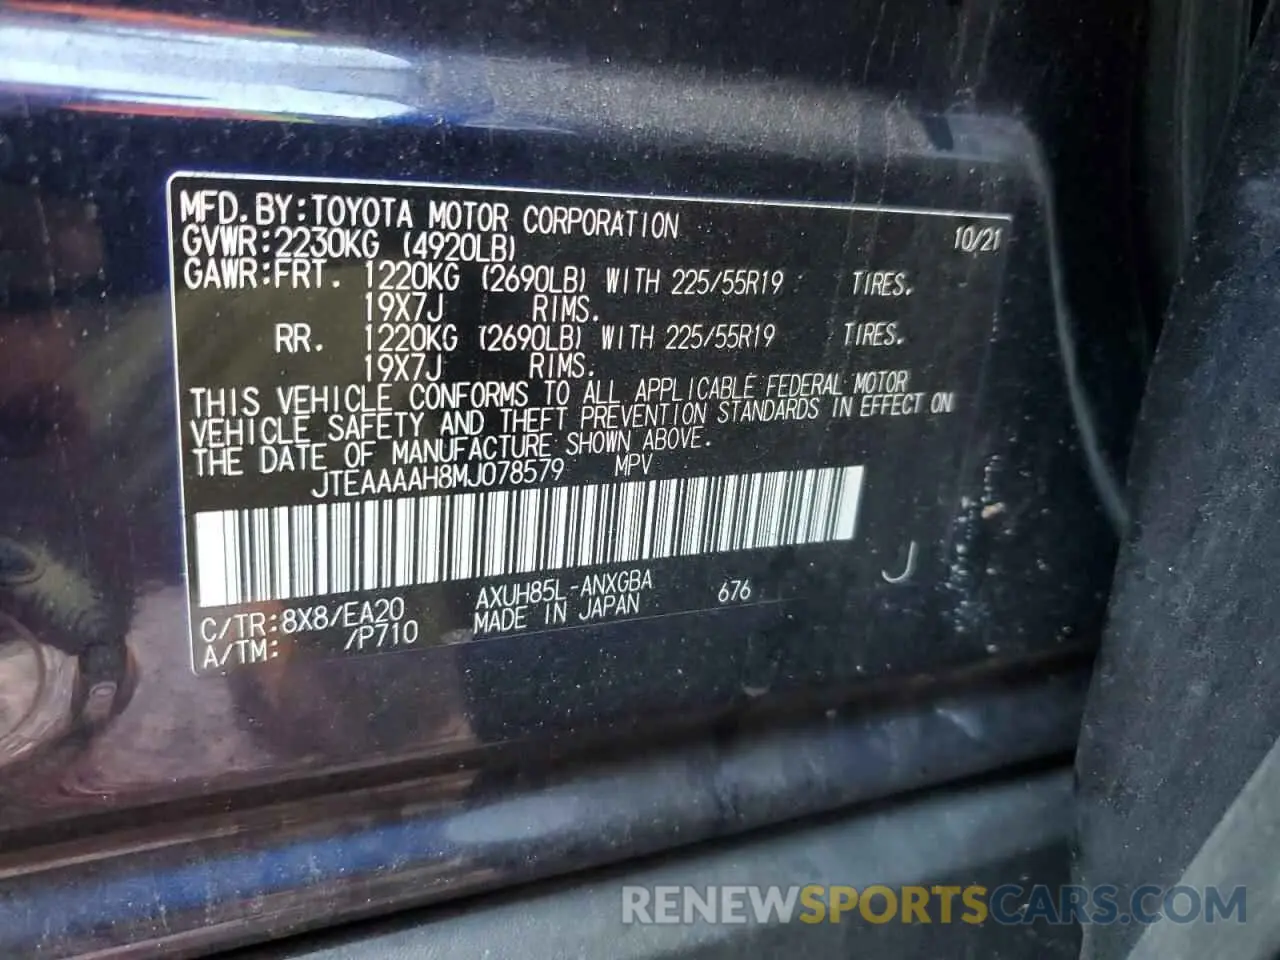 MFD.BY:TOYOTA MOTOR CORPORATION 10/21
GVWR:2230KG (4920LB)
GAWR:FRT. 1220KG (2690LB) WITH 225/55R19 TIRES.
19X7J RIMS.
RR. 1220KG (2690LB) WITH 225/55R19 TIRES.
19X7J RIMS.
THIS VEHICLE CONFORMS TO ALL APPLICABLE FEDERAL MOTOR
VEHICLE SAFETY AND THEFT PREVENTION STANDARDS IN EFFECT ON
THE DATE OF MANUFACTURE SHOWN ABOVE.
JTEAAAAH8MJ078579 MPV
C/TR:8X8/EA20 AXUH85L-ANXGBA 676 J
A/TM: /P710 MADE IN JAPAN
RENEWSPORTSCARS.COM